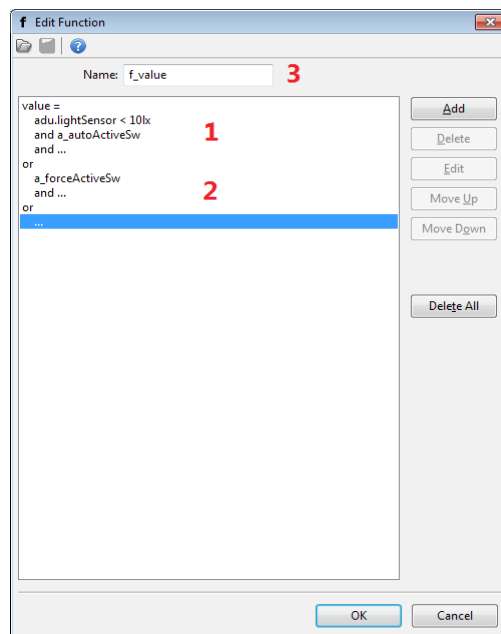 f Edit Function
Name: f_value 3
value =
adu.lightSensor < 10lx
and a_autoActiveSw 1
and ...
or
a_forceActiveSw
and ... 2
or
...
Add
Delete
Edit
Move Up
Move Down
Delete All
OK Cancel